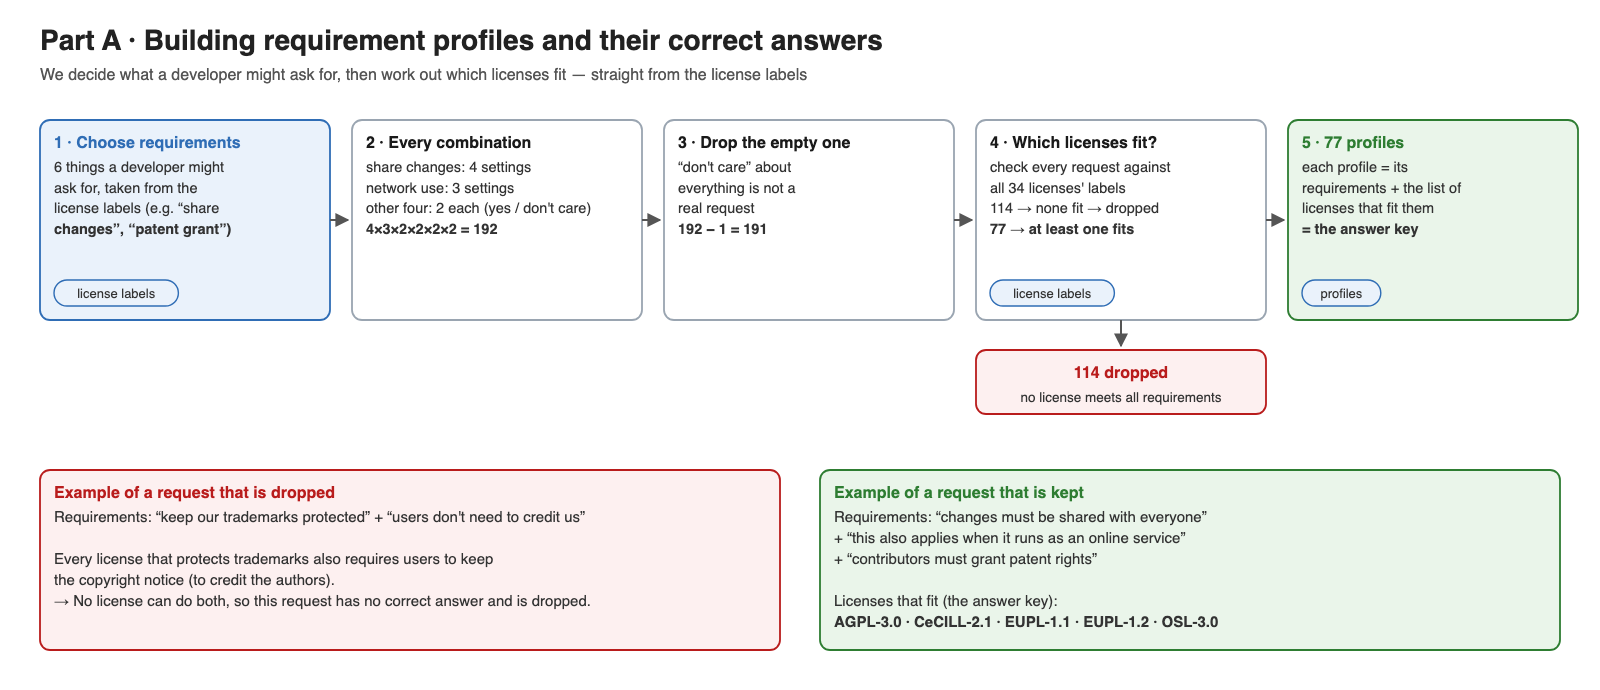 Part A · Building requirement profiles and their correct answers
We decide what a developer might ask for, then work out which licenses fit — straight from the license labels
1 · Choose requirements
6 things a developer might
ask for, taken from the
license labels (e.g. “share
changes”, “patent grant”)
license labels
2 · Every combination
share changes: 4 settings
network use: 3 settings
other four: 2 each (yes / don't care)
4×3×2×2×2×2 = 192
3 · Drop the empty one
“don't care” about
everything is not a
real request
192 – 1 = 191
4 · Which licenses fit?
check every request against
all 34 licenses' labels
114 → none fit → dropped
77 → at least one fits
license labels
5 · 77 profiles
each profile = its
requirements + the list of
licenses that fit them
= the answer key
profiles
114 dropped
no license meets all requirements
Example of a request that is dropped
Requirements: “keep our trademarks protected” + “users don't need to credit us”
Every license that protects trademarks also requires users to keep
the copyright notice (to credit the authors).
→ No license can do both, so this request has no correct answer and is dropped.
Example of a request that is kept
Requirements: “changes must be shared with everyone”
+ “this also applies when it runs as an online service”
+ “contributors must grant patent rights”
Licenses that fit (the answer key):
AGPL-3.0 · CeCILL-2.1 · EUPL-1.1 · EUPL-1.2 · OSL-3.0